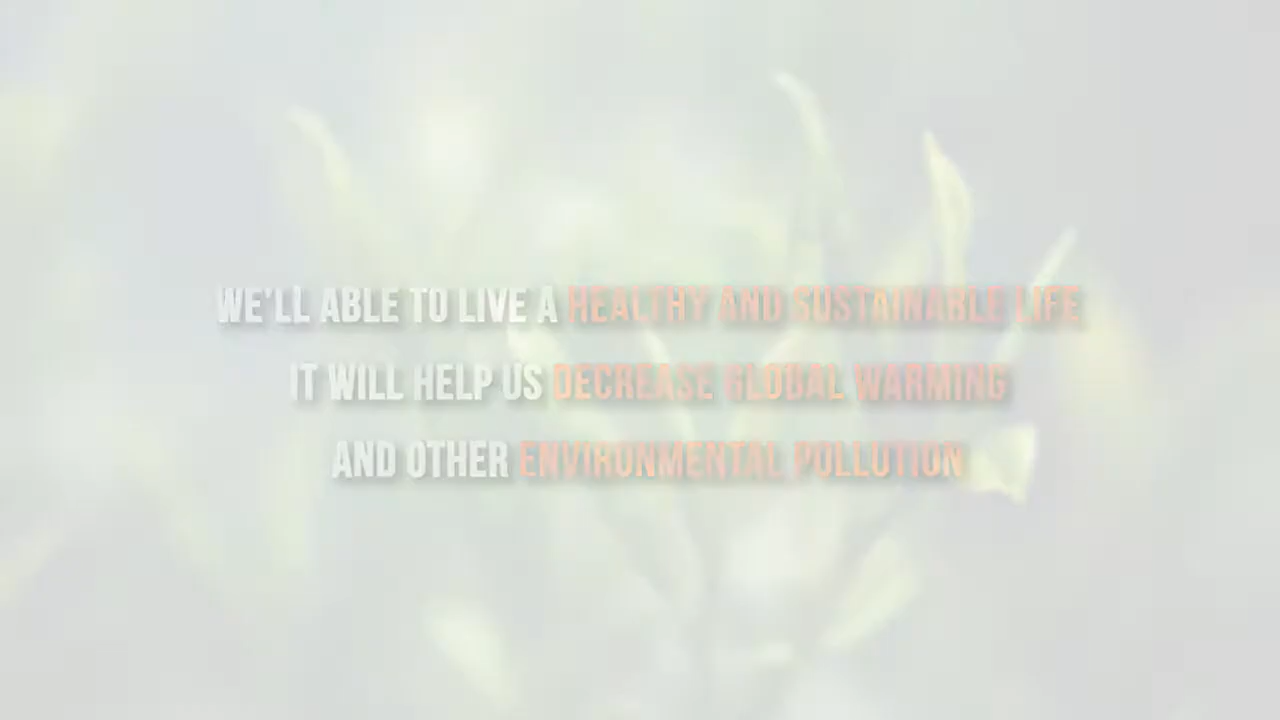 WE'LL ABLE TO LIVE A HEALTHY AND SUSTAINABLE LIFE
IT WILL HELP US DECREASE GLOBAL WARMING
AND OTHER ENVIRONMENTAL POLLUTION